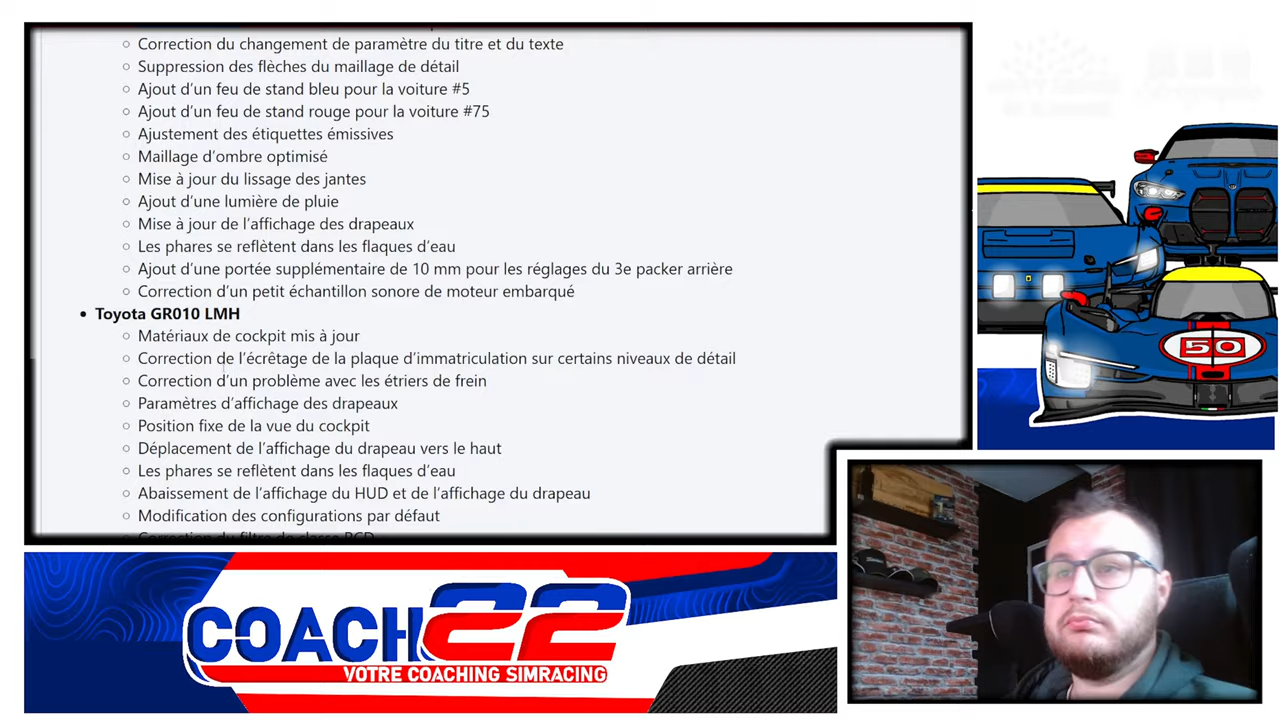 Correction du changement de paramètre du titre et du texte
Suppression des flèches du maillage de détail
Ajout d'un feu de stand bleu pour la voiture #5
Ajout d'un feu de stand rouge pour la voiture #75
Ajustement des étiquettes émissives
Maillage d'ombre optimisé
Mise à jour du lissage des jantes
Ajout d'une lumière de pluie
Mise à jour de l'affichage des drapeaux
Les phares se reflètent dans les flaques d'eau
Ajout d'une portée supplémentaire de 10 mm pour les réglages du 3e packer arrière
Correction d'un petit échantillon sonore de moteur embarqué
Toyota GR010 LMH
Matériaux de cockpit mis à jour
Correction de l'écrêtage de la plaque d'immatriculation sur certains niveaux de détail
Correction d'un problème avec les étriers de frein
Paramètres d'affichage des drapeaux
Position fixe de la vue du cockpit
Déplacement de l'affichage du drapeau vers le haut
Les phares se reflètent dans les flaques d'eau
Abaissement de l'affichage du HUD et de l'affichage du drapeau
Modification des configurations par défaut
Correction du filtre de classe BCD
50
COACH 22
VOTRE COACHING SIMRACING